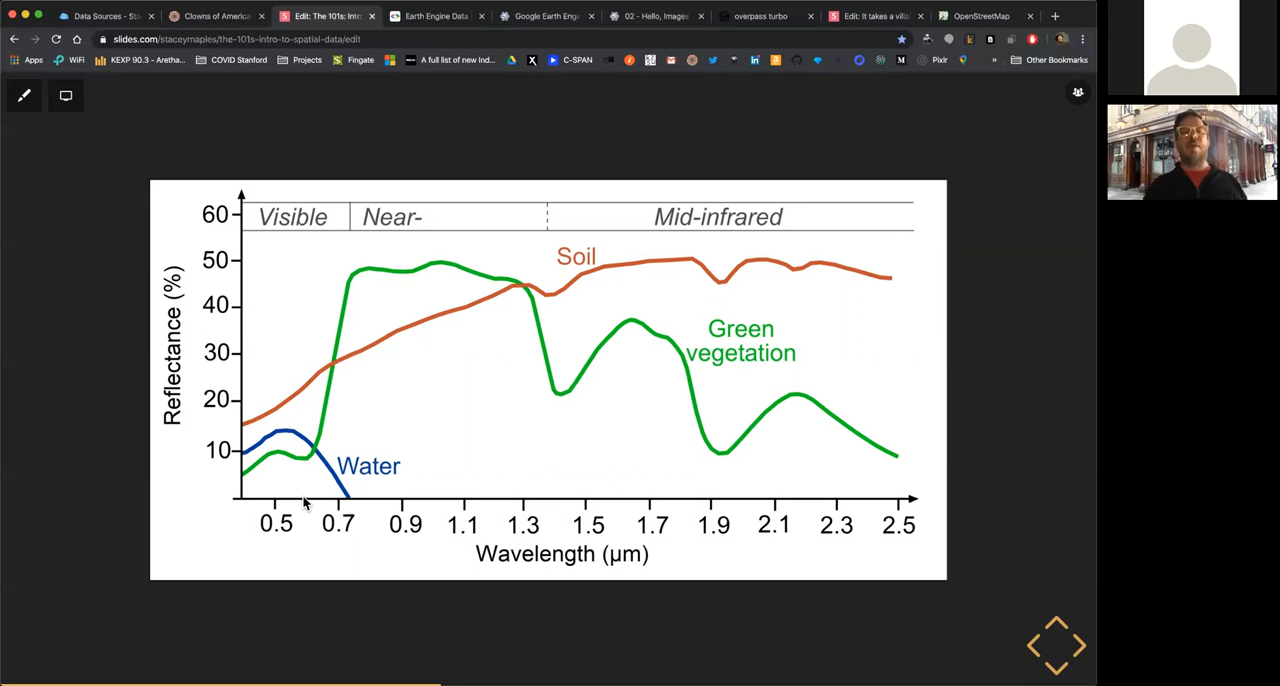 Data Sources - Sta
Clowns of America
Edit: The 101s: Intr
Earth Engine Data
Google Earth Engi
02 - Hello, Images
overpass turbo
Edit: It takes a villa
OpenStreetMap
slides.com/staceymaples/the-101s-intro-to-spatial-data/edit
Apps
WiFi
KEXP 90.3 - Aretha...
COVID Stanford
Projects
Fingate
A full list of new Ind...
C-SPAN
Pixlr
»
Other Bookmarks
Visible Near- Mid-infrared
Reflectance (%)
60
50
40
30
20
10
Soil
Green
vegetation
Water
0.5 0.7 0.9 1.1 1.3 1.5 1.7 1.9 2.1 2.3 2.5
Wavelength (µm)